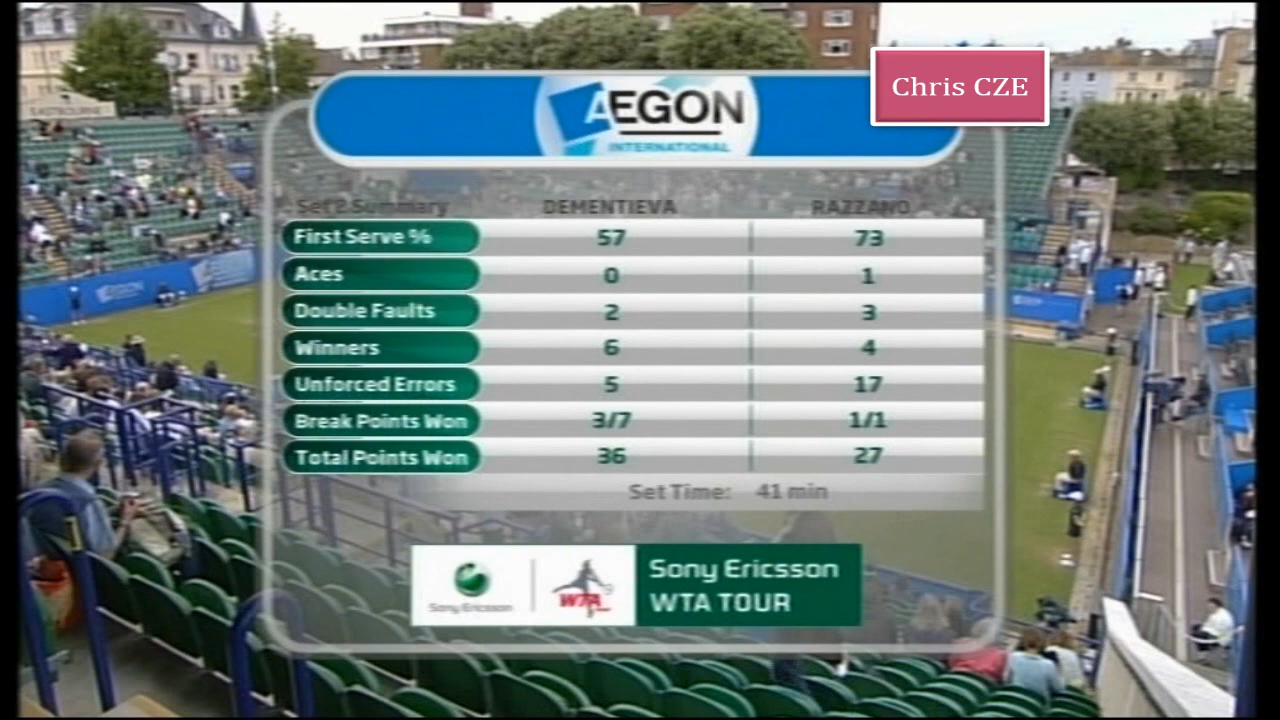 Chris CZE
AEGON
INTERNATIONAL
Set 2 Summary DEMENTIEVA RAZZANO
First Serve % 57 73
Aces 0 1
Double Faults 2 3
Winners 6 4
Unforced Errors 5 17
Break Points Won 3/7 1/1
Total Points Won 36 27
Set Time: 41 min
Sony Ericsson
WTA
Sony Ericsson
WTA TOUR